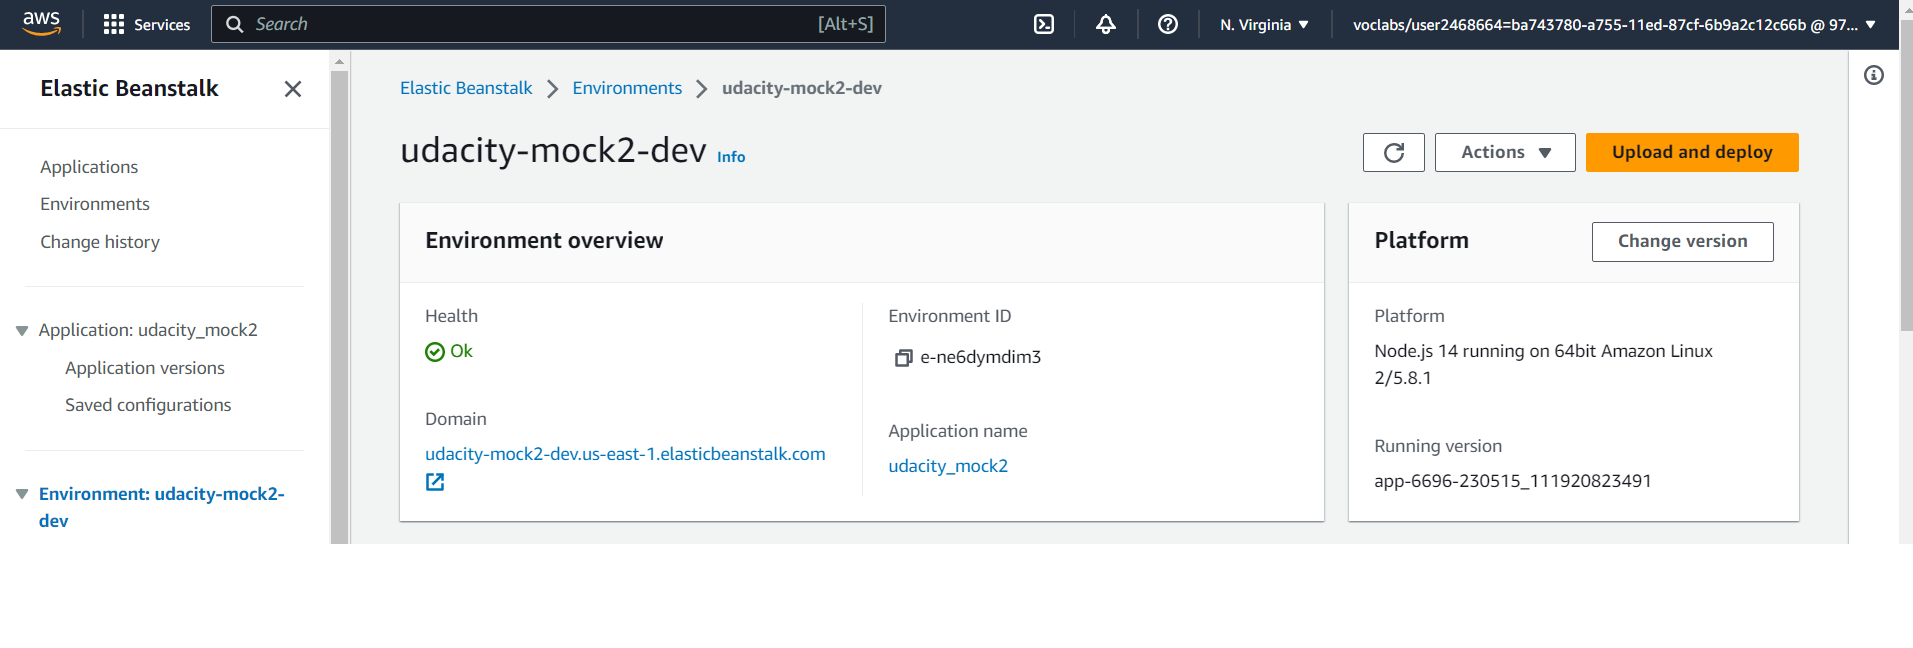 aws Services Search [Alt+S] N. Virginia voclabs/user2468664=ba743780-a755-11ed-87cf-6b9a2c12c66b @ 97...
Elastic Beanstalk
Applications
Environments
Change history
Application: udacity_mock2
Application versions
Saved configurations
Environment: udacity-mock2-
dev
Elastic Beanstalk Environments udacity-mock2-dev
udacity-mock2-dev Info
Actions Upload and deploy
Environment overview
Health
Ok
Domain
udacity-mock2-dev.us-east-1.elasticbeanstalk.com
Environment ID
e-ne6dymdim3
Application name
udacity_mock2
Platform Change version
Platform
Node.js 14 running on 64bit Amazon Linux
2/5.8.1
Running version
app-6696-230515_111920823491